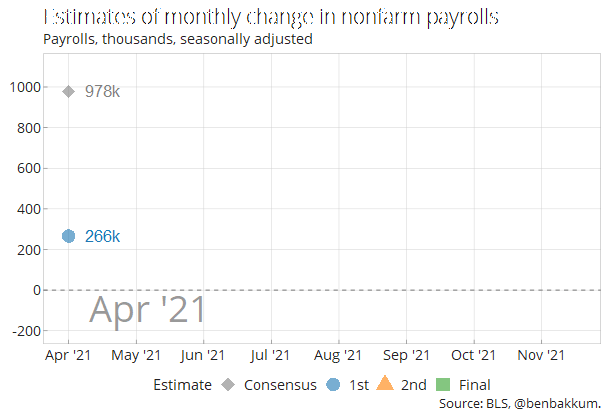 Estimates of monthly change in nonfarm payrolls
Payrolls, thousands, seasonally adjusted
1000
978k
800
600
400
266k
200
0
Apr '21
-200
Apr '21 May '21 Jun '21 Jul '21 Aug '21 Sep '21 Oct '21 Nov '21
Estimate Consensus 1st 2nd Final
Source: BLS, @benbakkum.